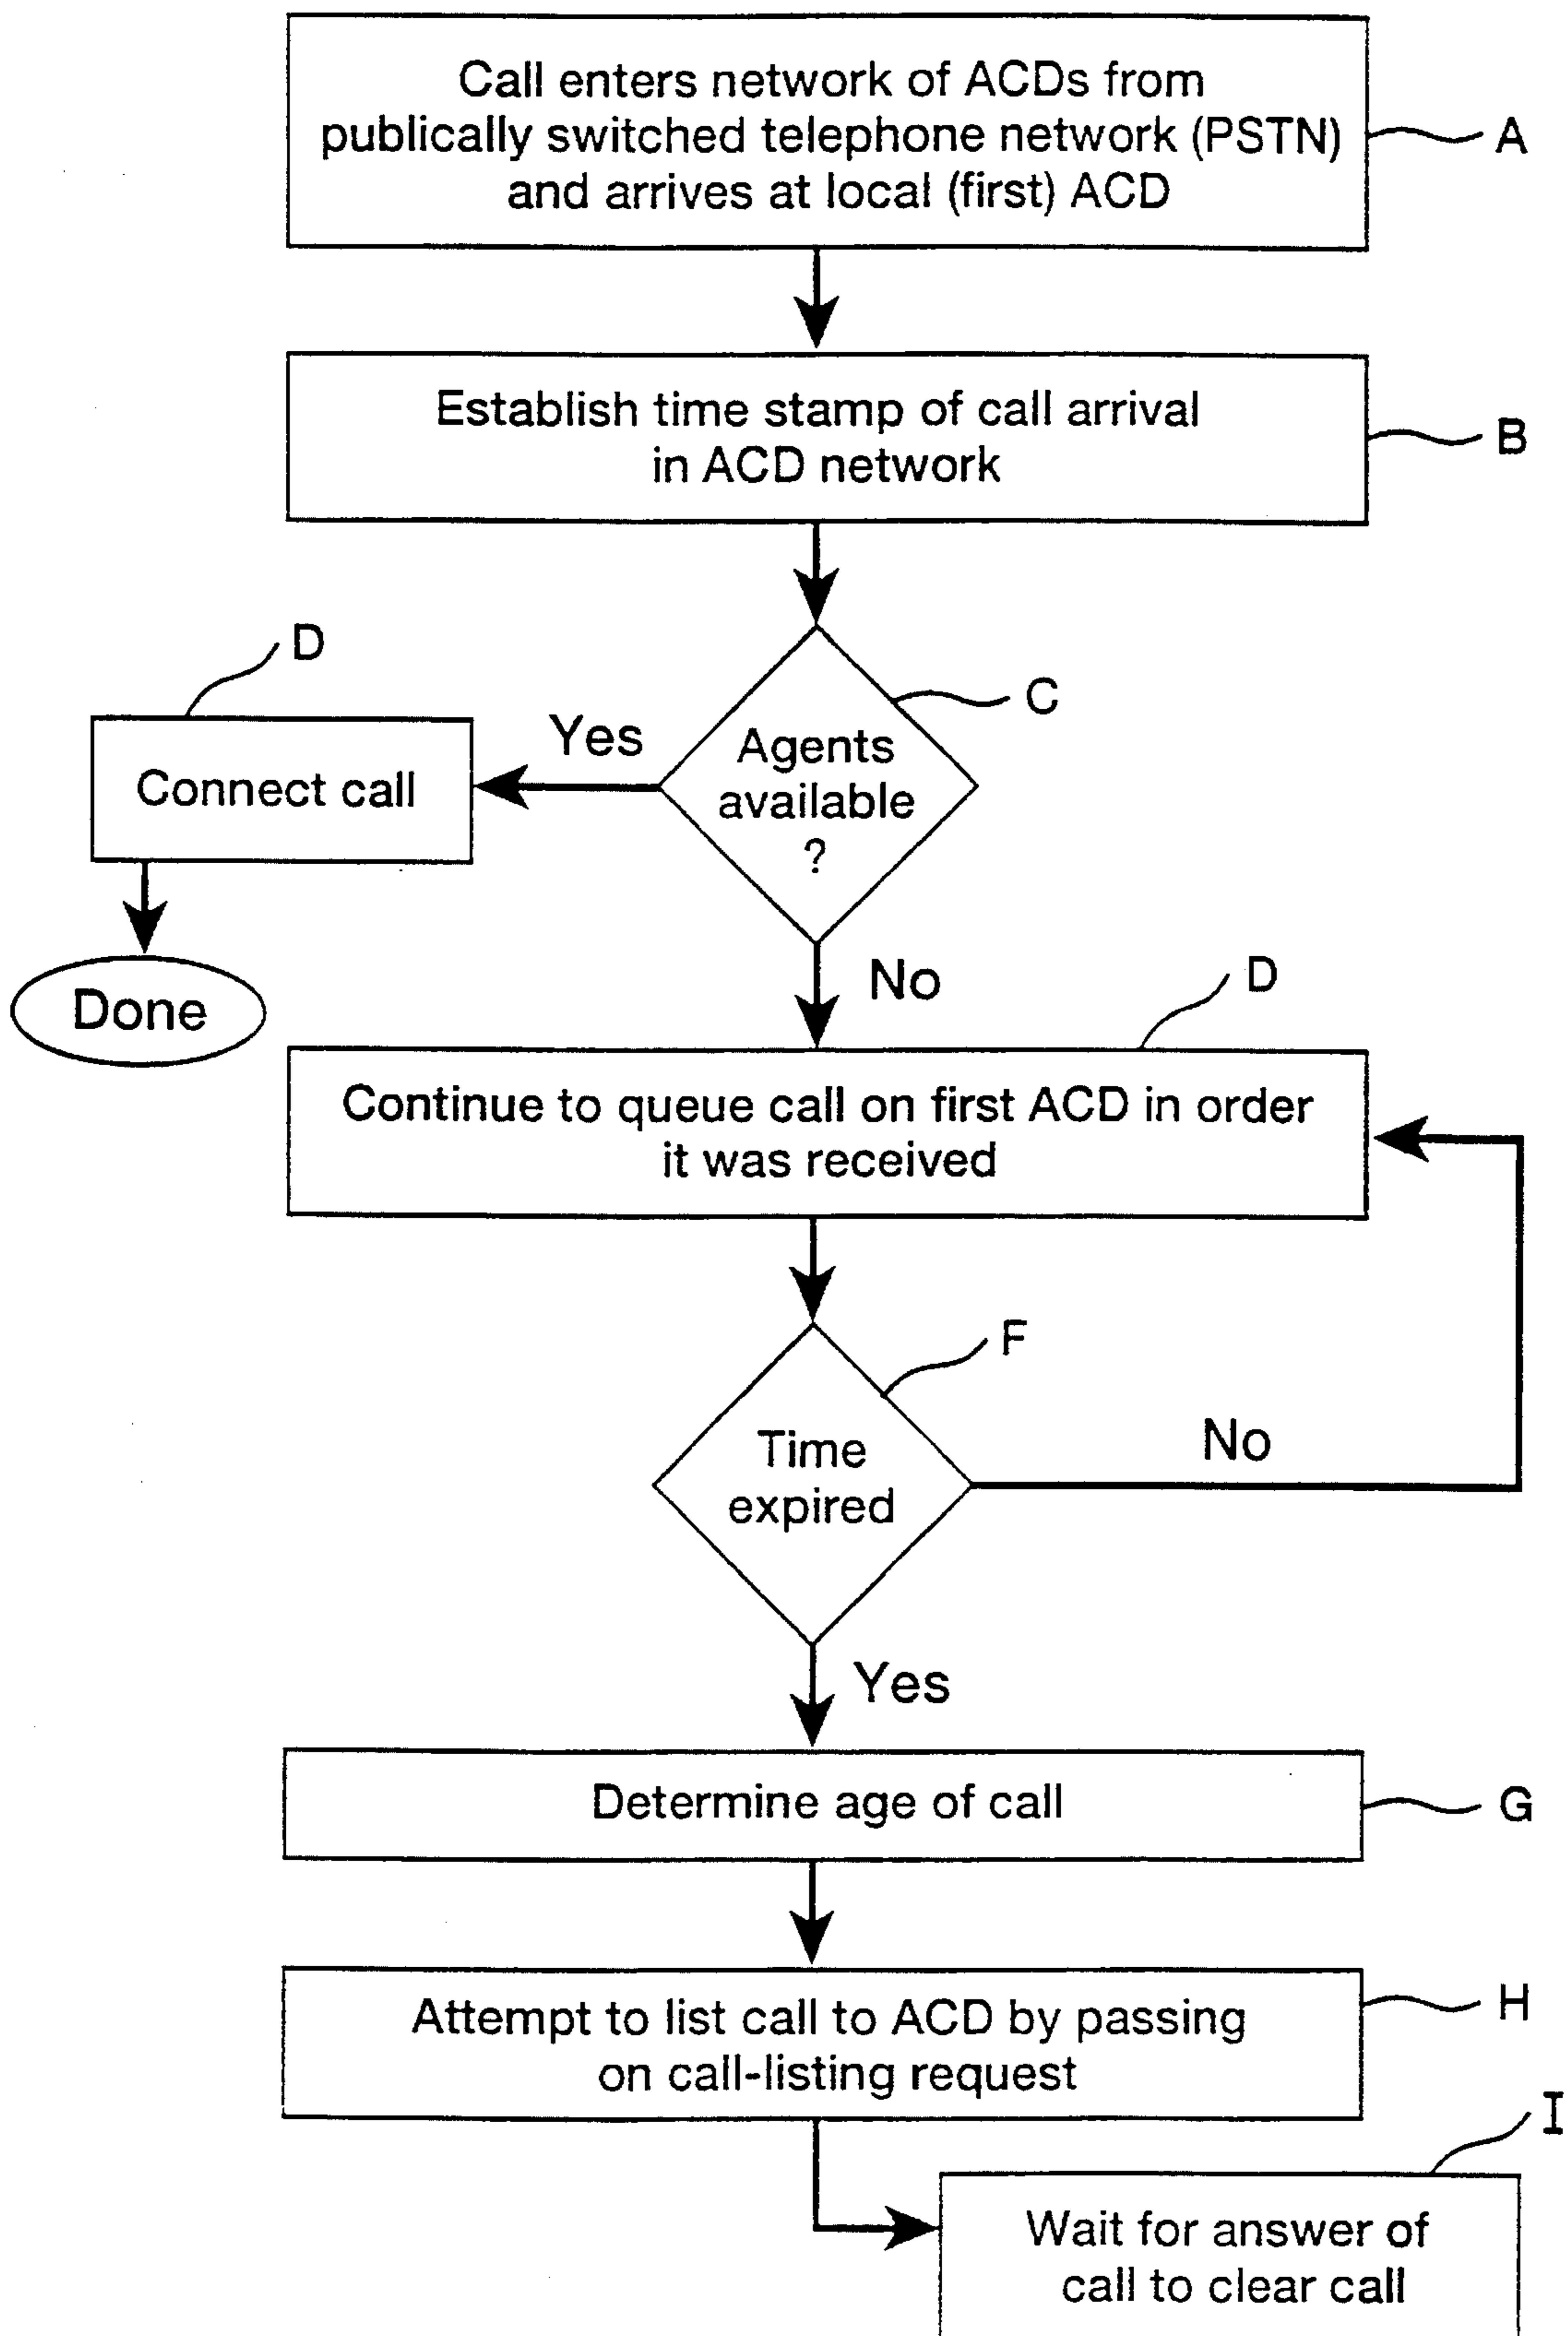 Call enters network of ACDs from
publically switched telephone network (PSTN)
and arrives at local (first) ACD
A
Establish time stamp of call arrival
in ACD network
B
D
C
Connect call
Yes
Agents
available
?
Done
No
D
Continue to queue call on first ACD in order
it was received
F
Time
expired
No
Yes
Determine age of call
G
Attempt to list call to ACD by passing
on call-listing request
H
I
Wait for answer of
call to clear call